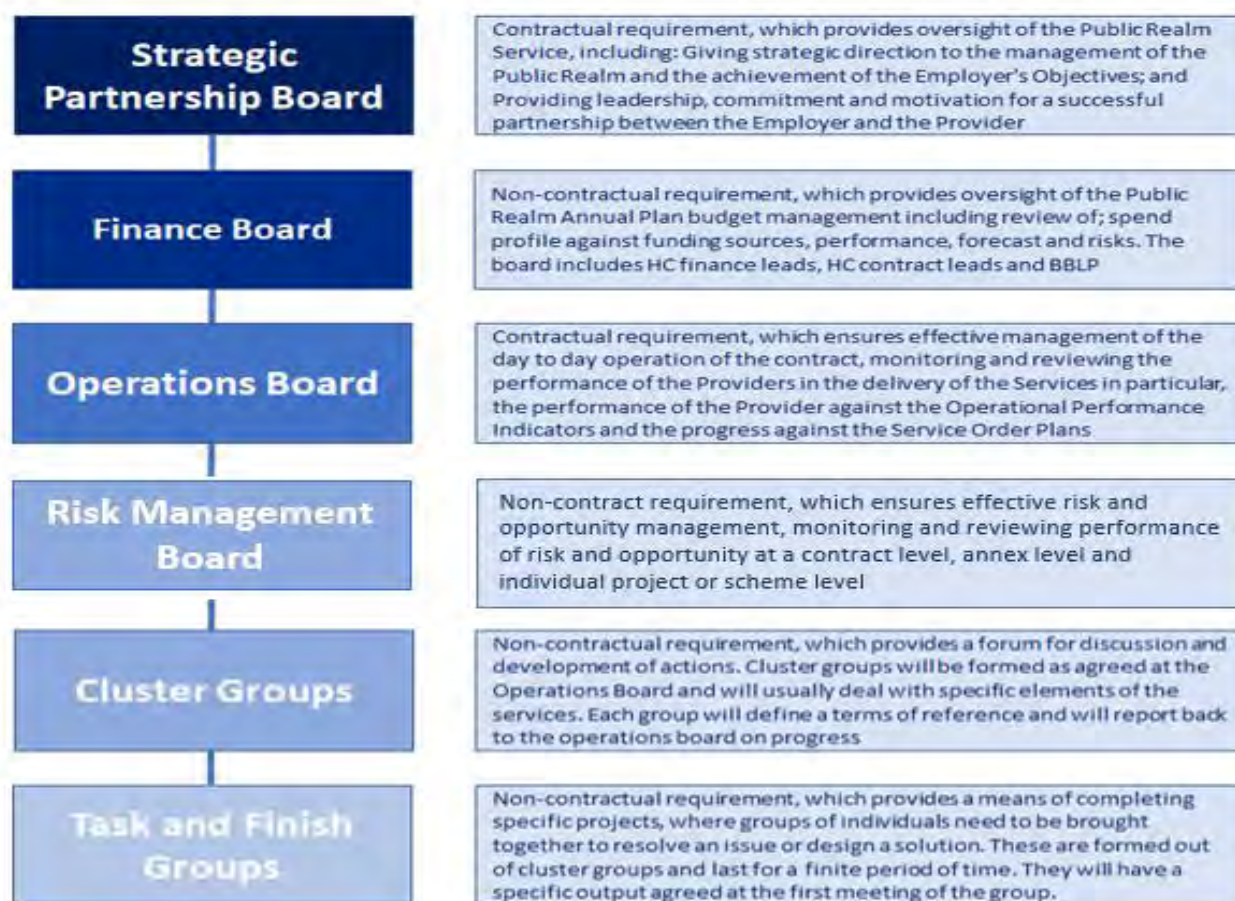 Strategic
Partnership Board
Contractual requirement, which provides oversight of the Public Realm
Service, including: Giving strategic direction to the management of the
Public Realm and the achievement of the Employer's Objectives; and
Providing leadership, commitment and motivation for a successful
partnership between the Employer and the Provider
Finance Board
Non-contractual requirement, which provides oversight of the Public
Realm Annual Plan budget management including review of; spend
profile against funding sources, performance, forecast and risks. The
board includes HC finance leads, HC contract leads and BBLP
Operations Board
Contractual requirement, which ensures effective management of the
day to day operation of the contract, monitoring and reviewing the
performance of the Providers in the delivery of the Services in particular,
the performance of the Provider against the Operational Performance
Indicators and the progress against the Service Order Plans
Risk Management
Board
Non-contract requirement, which ensures effective risk and
opportunity management, monitoring and reviewing performance
of risk and opportunity at a contract level, annex level and
individual project or scheme level
Cluster Groups
Non-contractual requirement, which provides a forum for discussion and
development of actions. Cluster groups will be formed as agreed at the
Operations Board and will usually deal with specific elements of the
services. Each group will define a terms of reference and will report back
to the operations board on progress
Task and Finish
Groups
Non-contractual requirement, which provides a means of completing
specific projects, where groups of individuals need to be brought
together to resolve an issue or design a solution. These are formed out
of cluster groups and last for a finite period of time. They will have a
specific output agreed at the first meeting of the group.